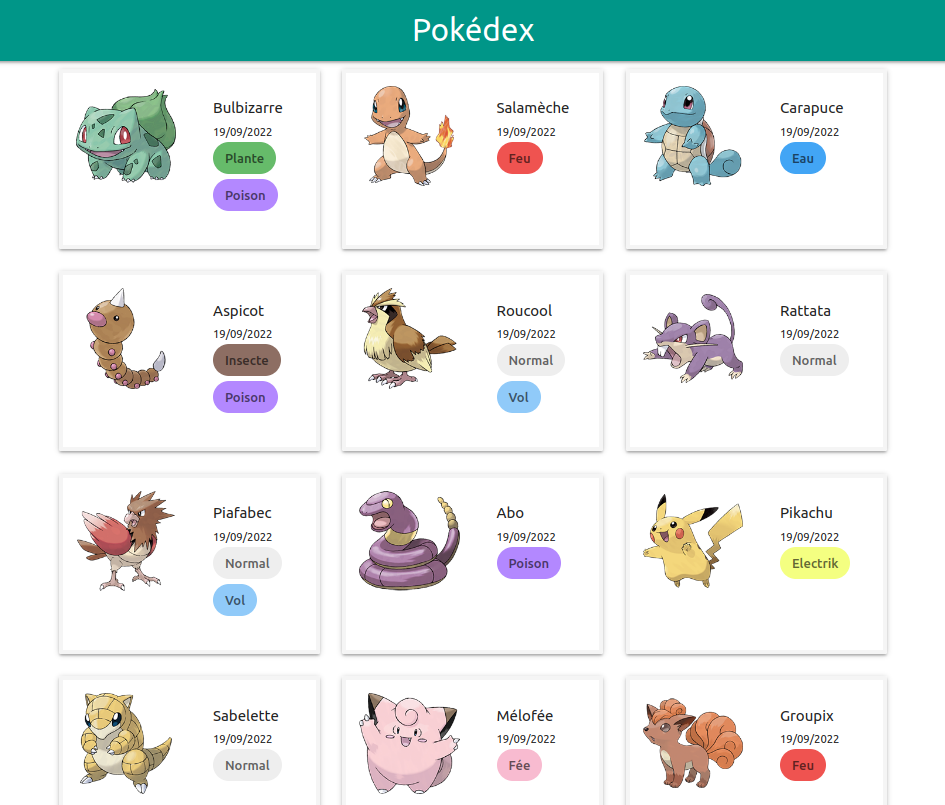 Pokédex
Bulbizarre
19/09/2022
Plante
Poison
Salamèche
19/09/2022
Feu
Carapuce
19/09/2022
Eau
Aspicot
19/09/2022
Insecte
Poison
Roucool
19/09/2022
Normal
Vol
Rattata
19/09/2022
Normal
Piafabec
19/09/2022
Normal
Vol
Abo
19/09/2022
Poison
Pikachu
19/09/2022
Electrik
Sabelette
19/09/2022
Normal
Mélofée
19/09/2022
Fée
Groupix
19/09/2022
Feu